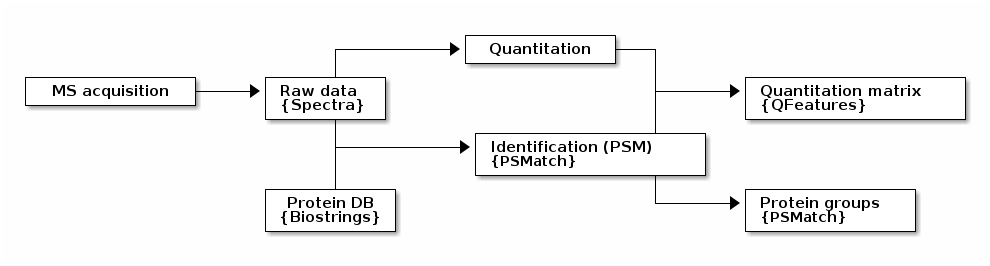 MS acquisition
Raw data
{Spectra}
Protein DB
{Biostrings}
Quantitation
Identification (PSM)
{PSMatch}
Quantitation matrix
{QFeatures}
Protein groups
{PSMatch}